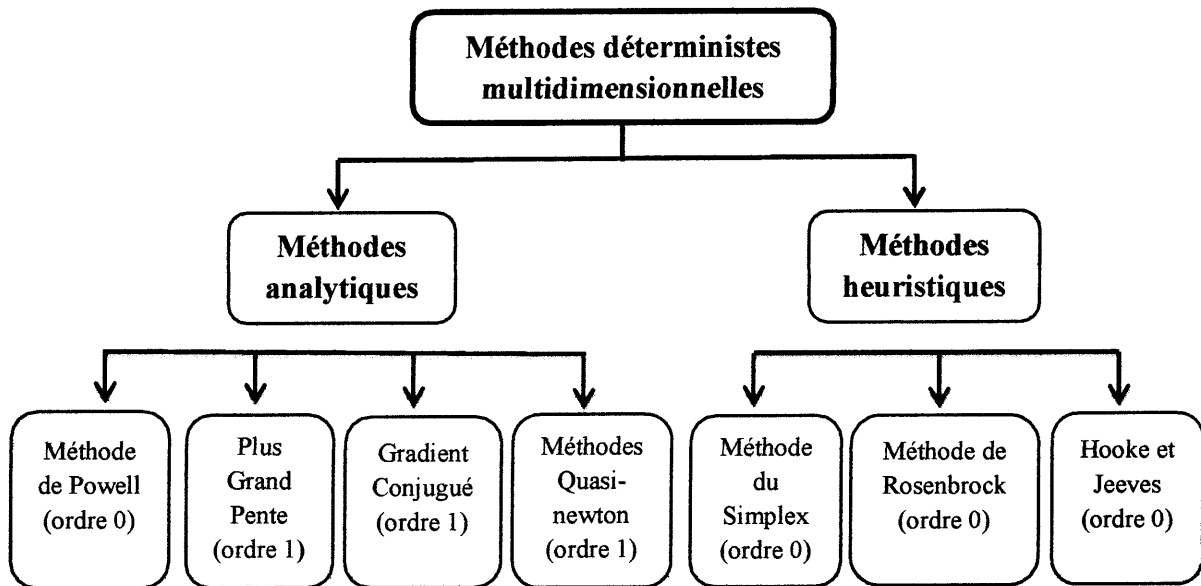 Méthodes déterministes
multidimensionnelles
Méthodes
analytiques
Méthodes
heuristiques
Méthode
de Powell
(ordre 0)
Plus
Grand
Pente
(ordre 1)
Gradient
Conjugué
(ordre 1)
Méthodes
Quasi-
newton
(ordre 1)
Méthode
du
Simplex
(ordre 0)
Méthode de
Rosenbrock
(ordre 0)
Hooke et
Jeeves
(ordre 0)